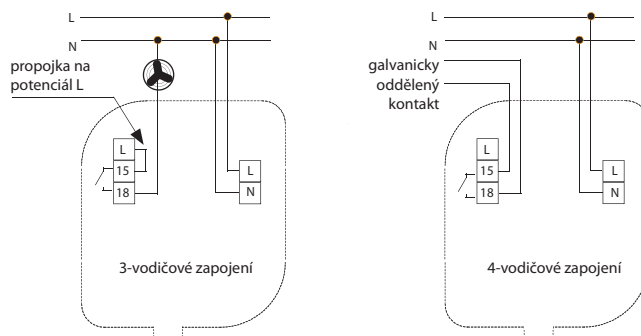 L
N
propojka na
potenciál L
L
15
18
L
N
3-vodičové zapojení
L
N
galvanicky
oddělený
kontakt
L
15
18
L
N
4-vodičové zapojení